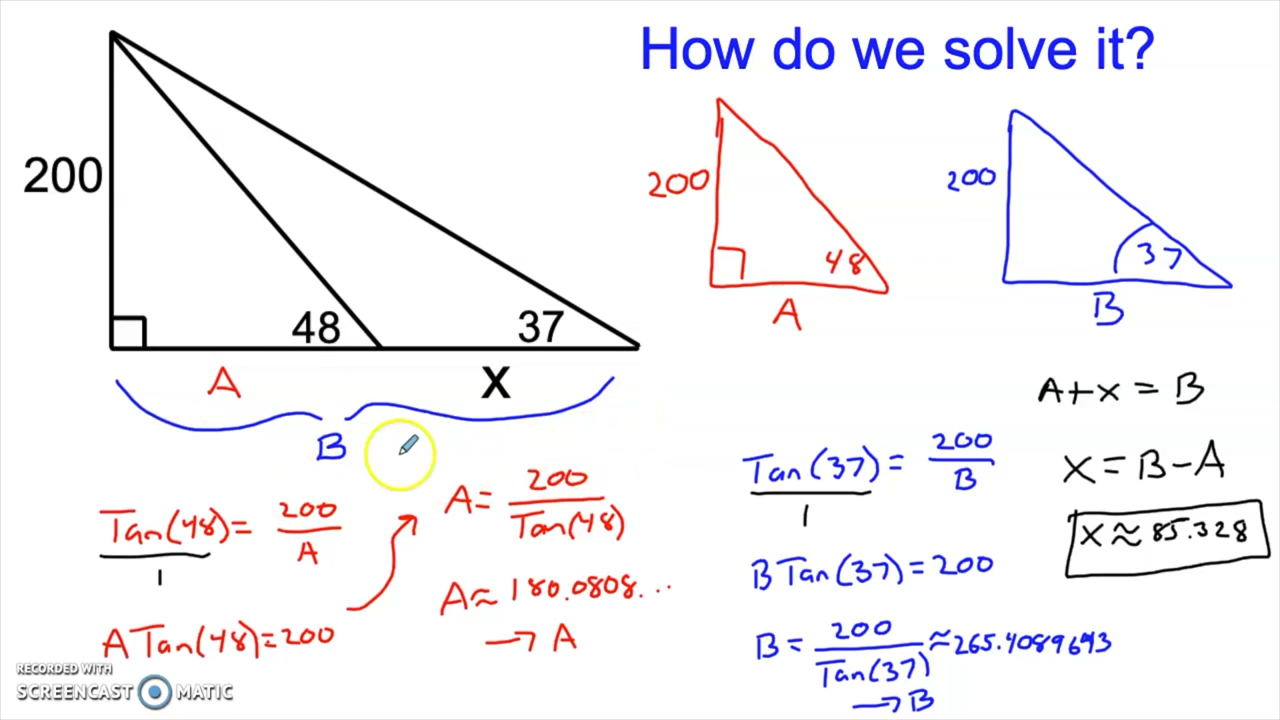 How do we solve it?
200
48
37
A
X
B
200
48
A
200
37
B
Tan(48) = 200/A
1
A Tan(48) = 200
A = 200/Tan(48)
A ≈ 180.0808...
→ A
Tan(37) = 200/B
1
B Tan(37) = 200
B = 200/Tan(37) ≈ 265.4089643
→ B
A + x = B
X = B - A
X ≈ 85.328
RECORDED WITH
SCREENCAST MATIC